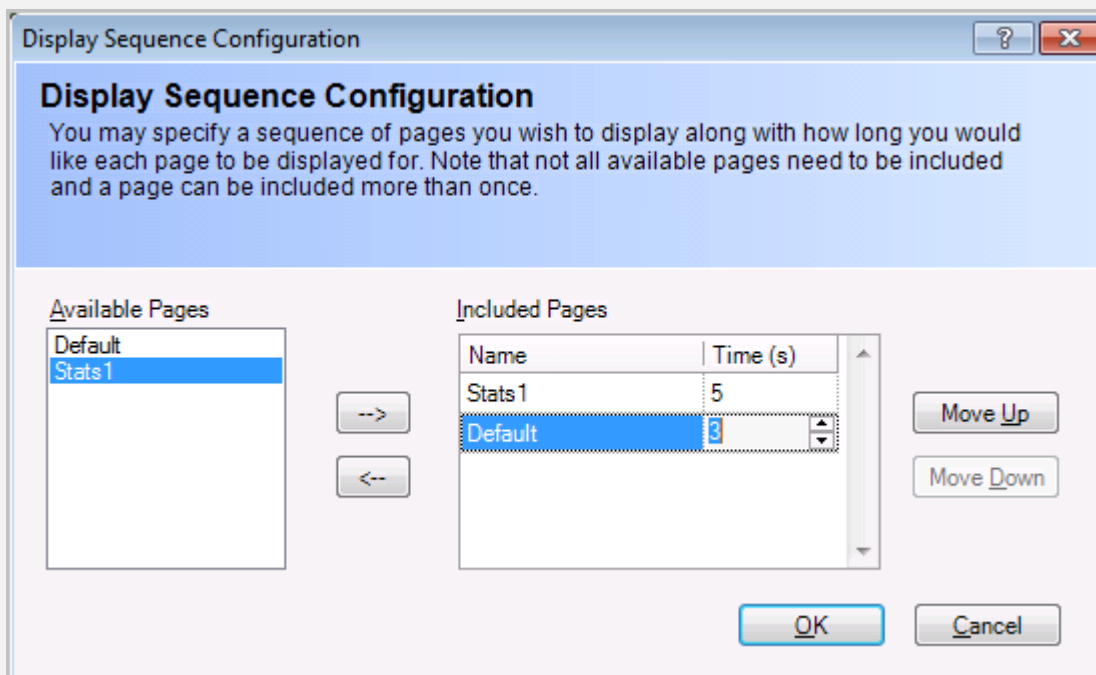 Display Sequence Configuration
Display Sequence Configuration
You may specify a sequence of pages you wish to display along with how long you would
like each page to be displayed for. Note that not all available pages need to be included
and a page can be included more than once.
Available Pages
Default
Stats1
-->
<--
Included Pages
Name Time (s)
Stats1 5
Default 3
Move Up
Move Down
OK Cancel